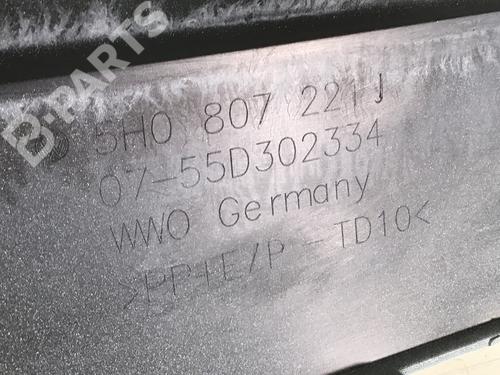 B-PARTS
5H0 807 221 J
07-55D302334
WWO Germany
>PP+E/P-TD10<